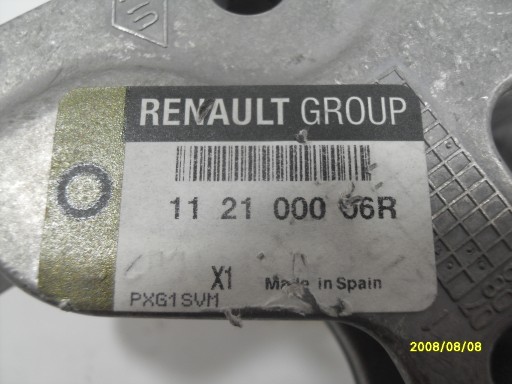 RENAULT GROUP
11 21 000 06R
X1 Made in Spain
PXG1SVM
2008/08/08